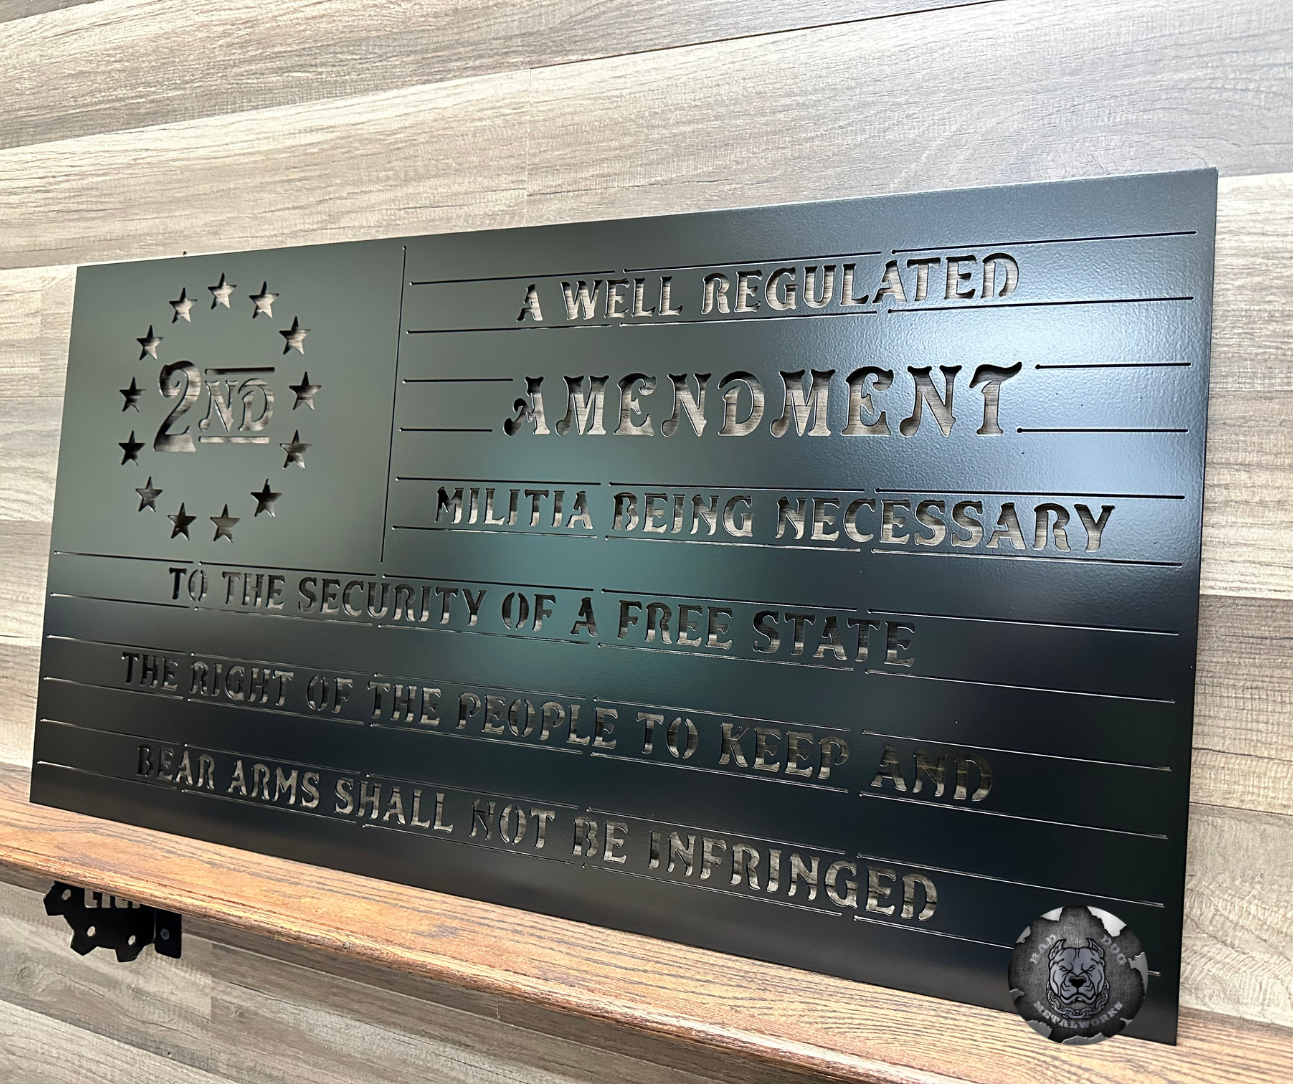 2ND
A WELL REGULATED
AMENDMENT
MILITIA BEING NECESSARY
TO THE SECURITY OF A FREE STATE
THE RIGHT OF THE PEOPLE TO KEEP AND
BEAR ARMS SHALL NOT BE INFRINGED
BAD DOG
METALWORKS